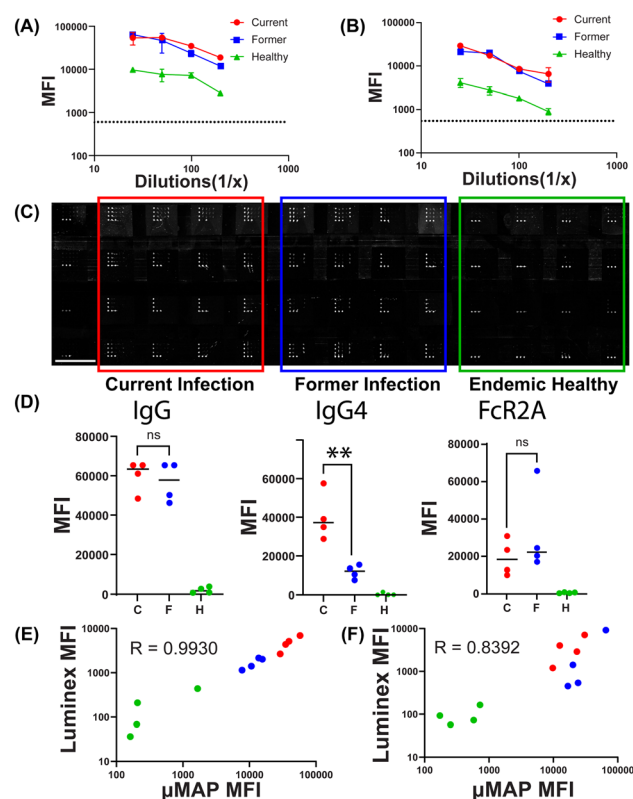 (A)
Current
Former
Healthy
100000
10000
1000
100
MFI
10
100
1000
Dilutions(1/x)
(B)
Current
Former
Healthy
100000
10000
1000
100
MFI
10
100
1000
Dilutions(1/x)
(C)
Current Infection
Former Infection
Endemic Healthy
(D)
IgG
80000
60000
40000
20000
0
MFI
ns
C
F
H
IgG4
80000
60000
40000
20000
0
MFI
**
C
F
H
FcR2A
80000
60000
40000
20000
0
MFI
ns
C
F
H
(E)
R = 0.9930
10000
1000
100
10
Luminex MFI
100
1000
10000
100000
µMAP MFI
(F)
R = 0.8392
10000
1000
100
10
Luminex MFI
100
1000
10000
100000
µMAP MFI